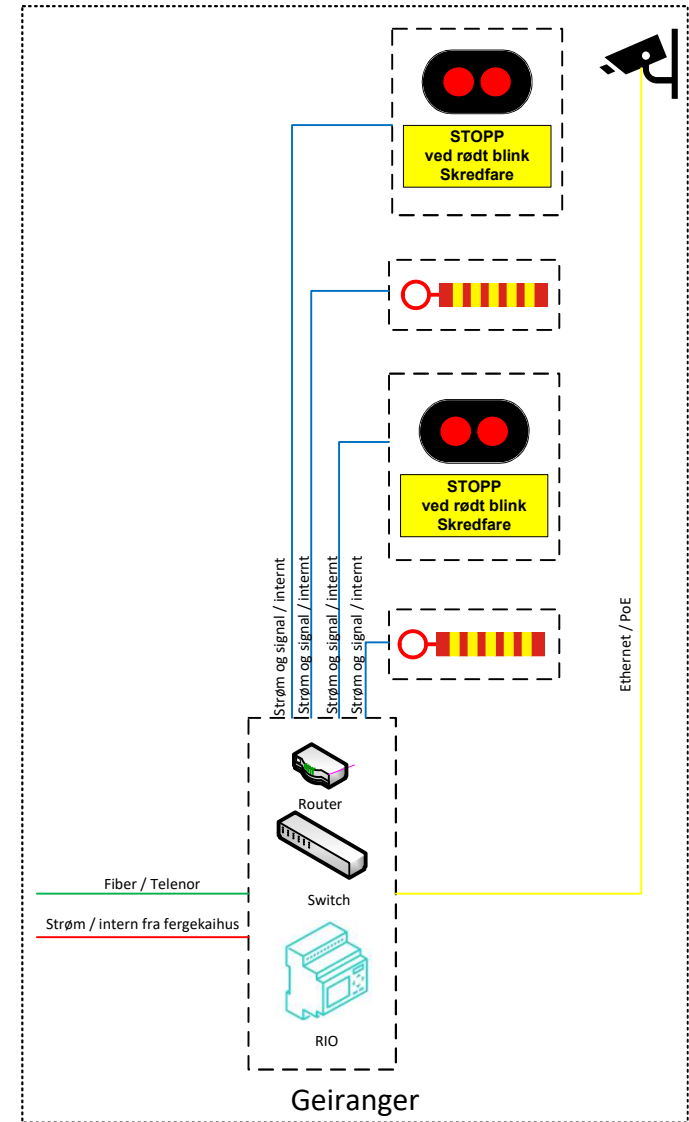 STOPP
ved rødt blink
Skredfare
STOPP
ved rødt blink
Skredfare
Strøm og signal / internt
Strøm og signal / internt
Strøm og signal / internt
Strøm og signal / internt
Ethernet / PoE
Router
Fiber / Telenor
Switch
Strøm / intern fra fergekaihus
RIO
Geiranger